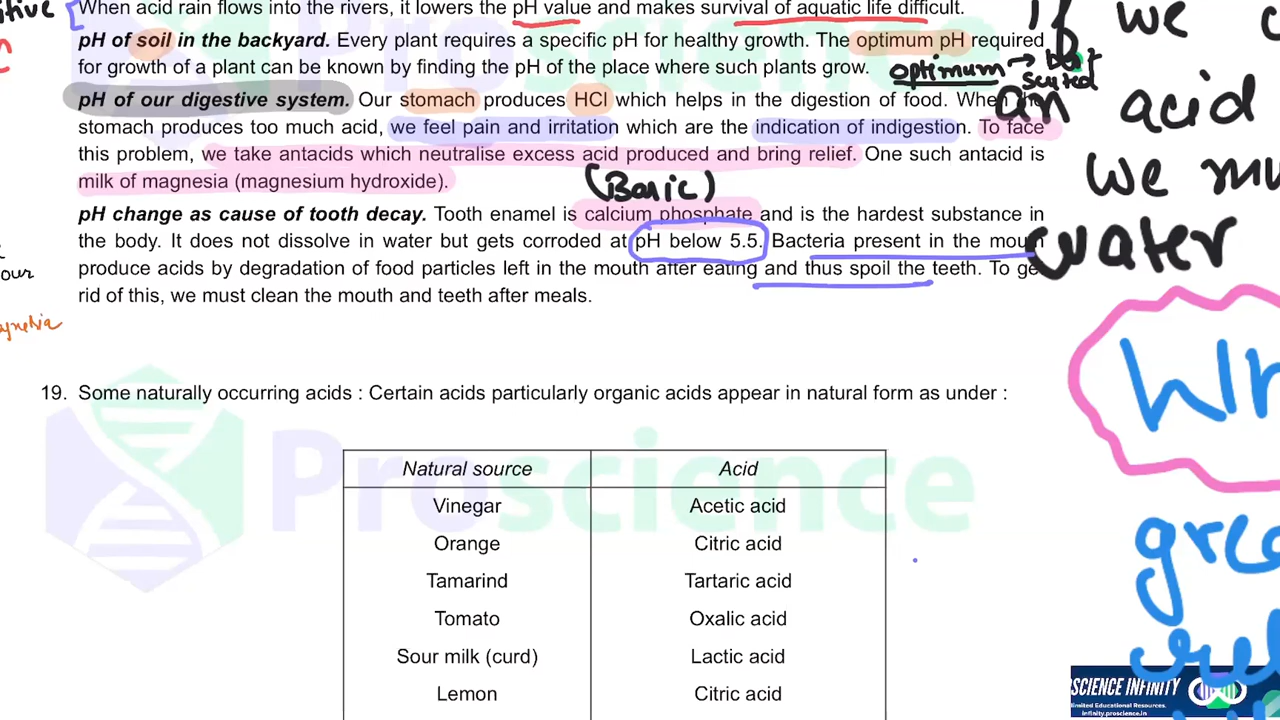 When acid rain flows into the rivers, it lowers the pH value and makes survival of aquatic life difficult.
pH of soil in the backyard. Every plant requires a specific pH for healthy growth. The optimum pH required
for growth of a plant can be known by finding the pH of the place where such plants grow.
optimum → best
suited
pH of our digestive system. Our stomach produces HCl which helps in the digestion of food. When
stomach produces too much acid, we feel pain and irritation which are the indication of indigestion. To face
this problem, we take antacids which neutralise excess acid produced and bring relief. One such antacid is
milk of magnesia (magnesium hydroxide).
(Basic)
pH change as cause of tooth decay. Tooth enamel is calcium phosphate and is the hardest substance in
the body. It does not dissolve in water but gets corroded at pH below 5.5. Bacteria present in the mouth
produce acids by degradation of food particles left in the mouth after eating and thus spoil the teeth. To
rid of this, we must clean the mouth and teeth after meals.
If we
an acid
we
water
our
19. Some naturally occurring acids : Certain acids particularly organic acids appear in natural form as under :
Natural source Acid
Vinegar Acetic acid
Orange Citric acid
Tamarind Tartaric acid
Tomato Oxalic acid
Sour milk (curd) Lactic acid
Lemon Citric acid
Proscience
SCIENCE INFINITY
Educational Resources.
infinity.proscience.in